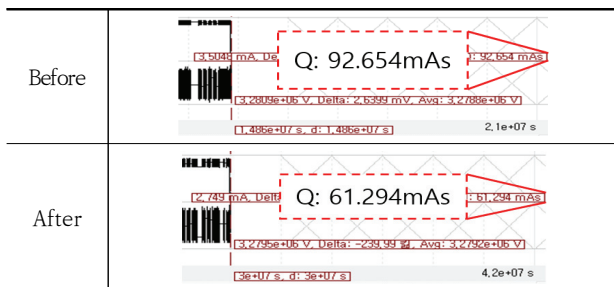 Before
3,5048 mA, De
Q: 92.654mAs
: 92,654 mAs
3,2809e+06 V, Delta: 2,6399 mV, Avg: 3,2788e+06 V
1,486e+07 s, d: 1,486e+07 s
2,1e+07 s
After
2,749 mA, Delt
Q: 61.294mAs
: 61,294 mAs
3,2795e+06 V, Delta: -239,99 , Avg: 3,2792e+06 V
3e+07 s, d: 3e+07 s
4,2e+07 s